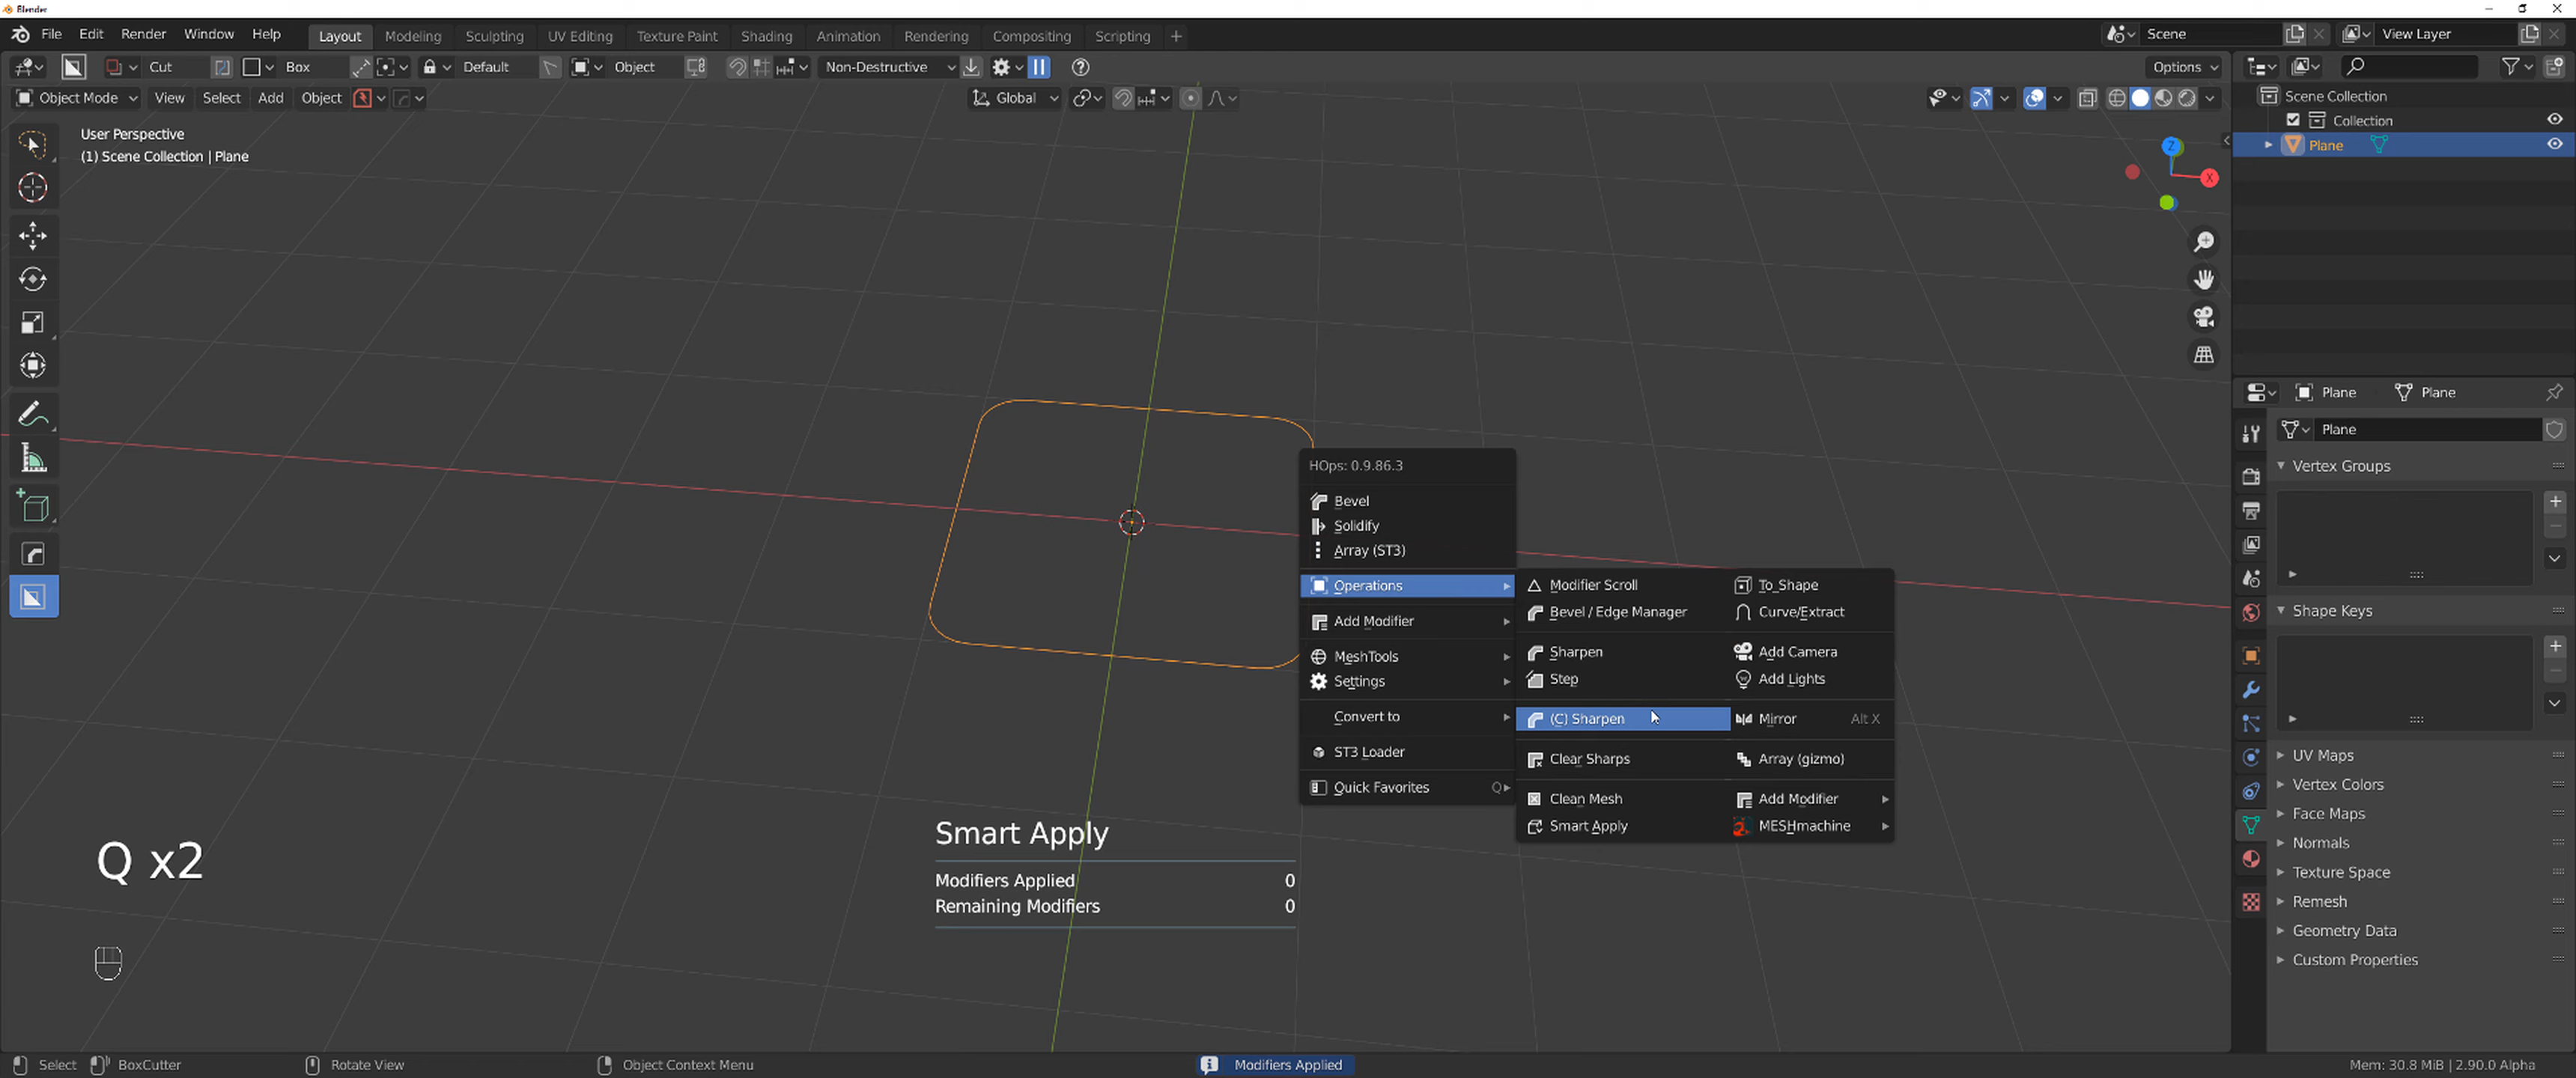 Blender
File Edit Render Window Help Layout Modeling Sculpting UV Editing Texture Paint Shading Animation Rendering Compositing Scripting + Scene View Layer
Cut Box Default Object Non-Destructive Options
Object Mode View Select Add Object Global
User Perspective
(1) Scene Collection | Plane
Scene Collection
Collection
Plane
Z
X
HOps: 0.9.86.3
Bevel
Solidify
Array (ST3)
Operations
Add Modifier
MeshTools
Settings
Convert to
ST3 Loader
Quick Favorites Q
Modifier Scroll To_Shape
Bevel / Edge Manager Curve/Extract
Sharpen Add Camera
Step Add Lights
(C) Sharpen Mirror Alt X
Clear Sharps Array (gizmo)
Clean Mesh Add Modifier
Smart Apply MESHmachine
Plane Plane
Plane
Vertex Groups
Shape Keys
UV Maps
Vertex Colors
Face Maps
Normals
Texture Space
Remesh
Geometry Data
Custom Properties
Smart Apply
Modifiers Applied 0
Remaining Modifiers 0
Q x2
Select BoxCutter Rotate View Object Context Menu Modifiers Applied Mem: 30.8 MiB | 2.90.0 Alpha